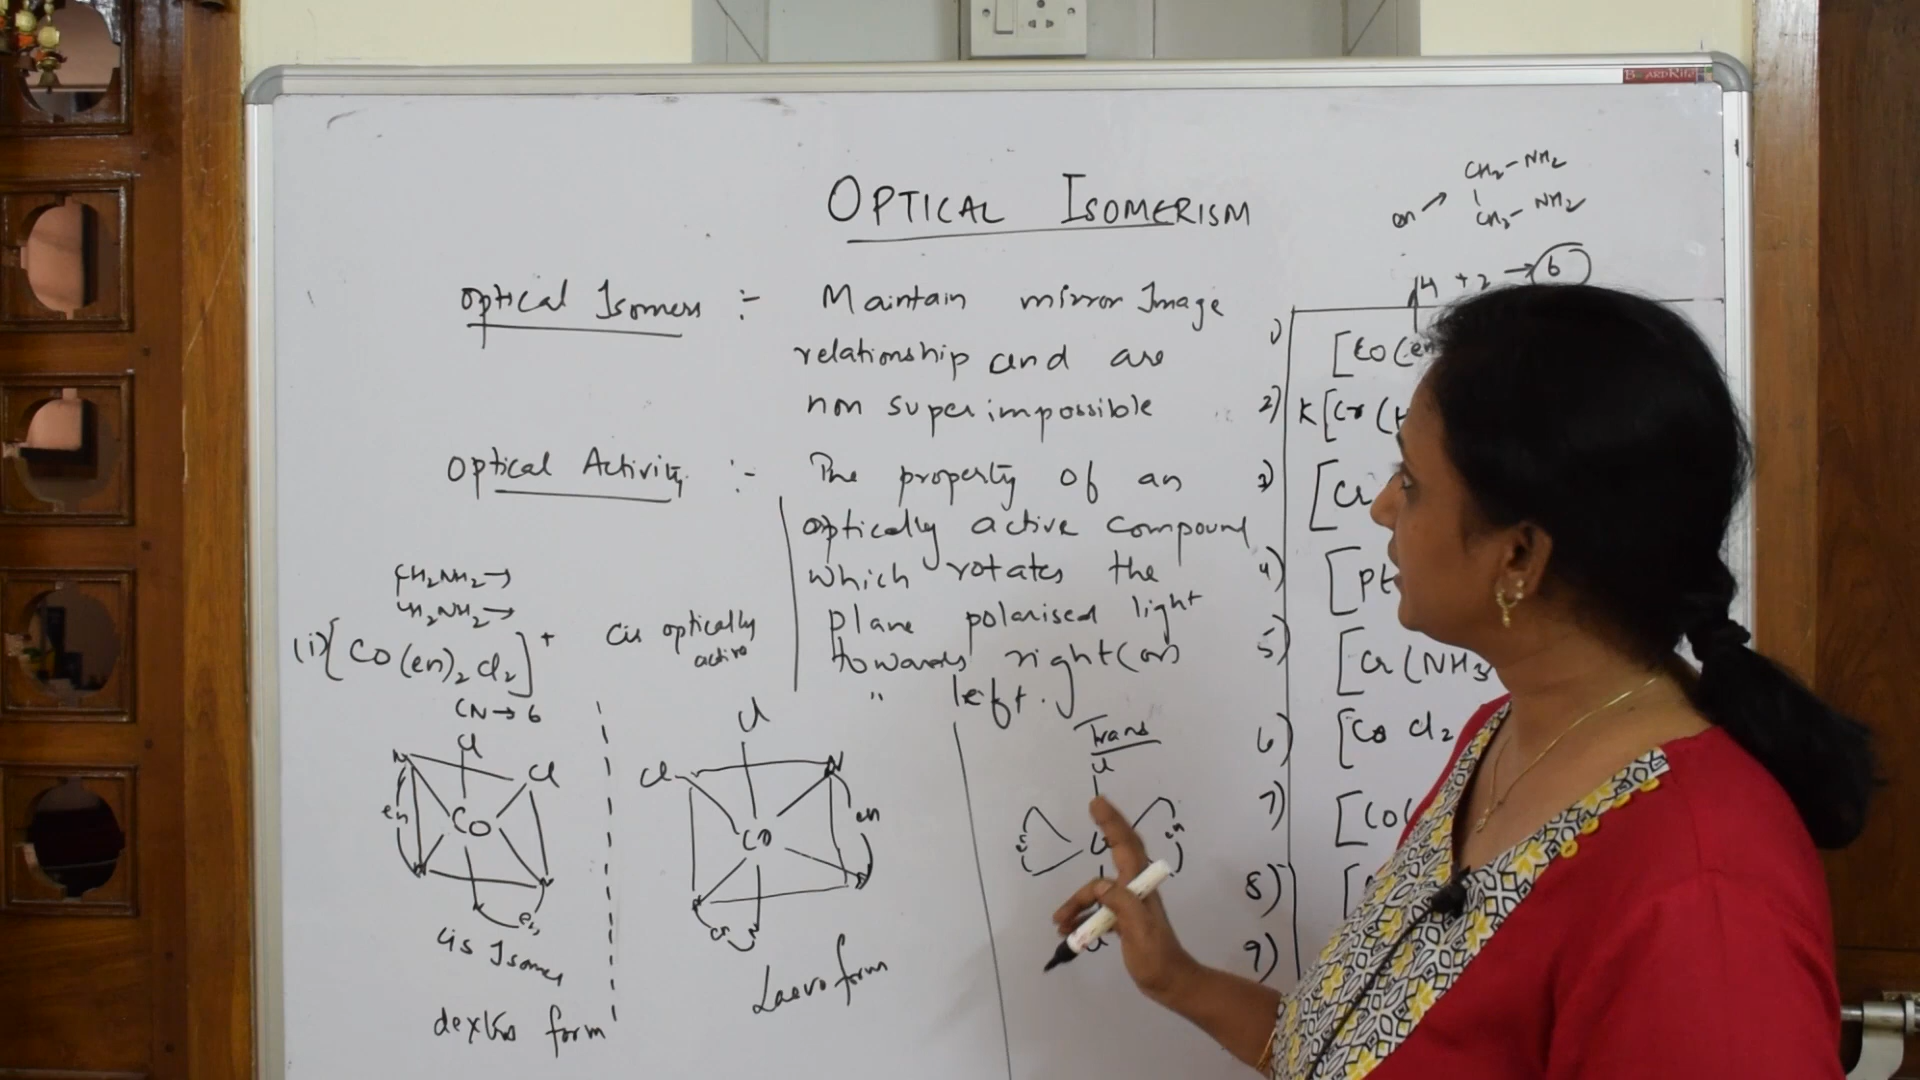 BOARDRite
OPTICAL ISOMERISM
en → CH2-NH2
CH2-NH2
4 + 2 → 6
Optical Isomers :- Maintain mirror Image
relationship and are
non superimpossible
Optical Activity :- The property of an
optically active compound
which rotates the
plane polarised light
towards right (or)
" left.
CH2NH2→
CH2NH2→
(i) [Co(en)2Cl2]+
CN → 6
cis optically
active
Cl
N
Cl
en
Co
N
N
en
cis Isomer
dextro form
Cl
Cl
N
Co
en
N
N
en
N
Laevo form
Trans
Cl
en
en
Cl
1) [Co(en
2) K[Cr(
3) [Cr
4) [Pt
5) [Cr(NH3
6) [Co Cl2
7) [Co(
8) [
9)